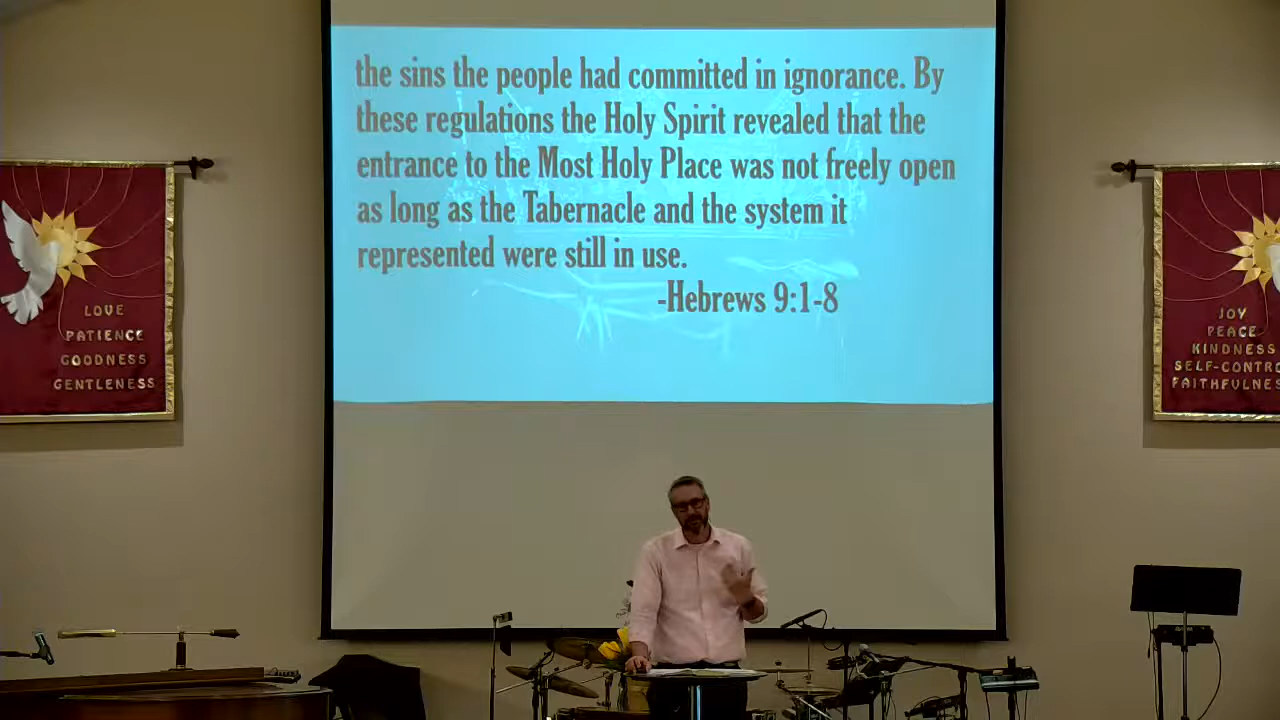 the sins the people had committed in ignorance. By
these regulations the Holy Spirit revealed that the
entrance to the Most Holy Place was not freely open
as long as the Tabernacle and the system it
represented were still in use.
-Hebrews 9:1-8
LOVE
PATIENCE
GOODNESS
GENTLENESS
JOY
PEACE
KINDNESS
SELF-CONTRO
FAITHFULNES